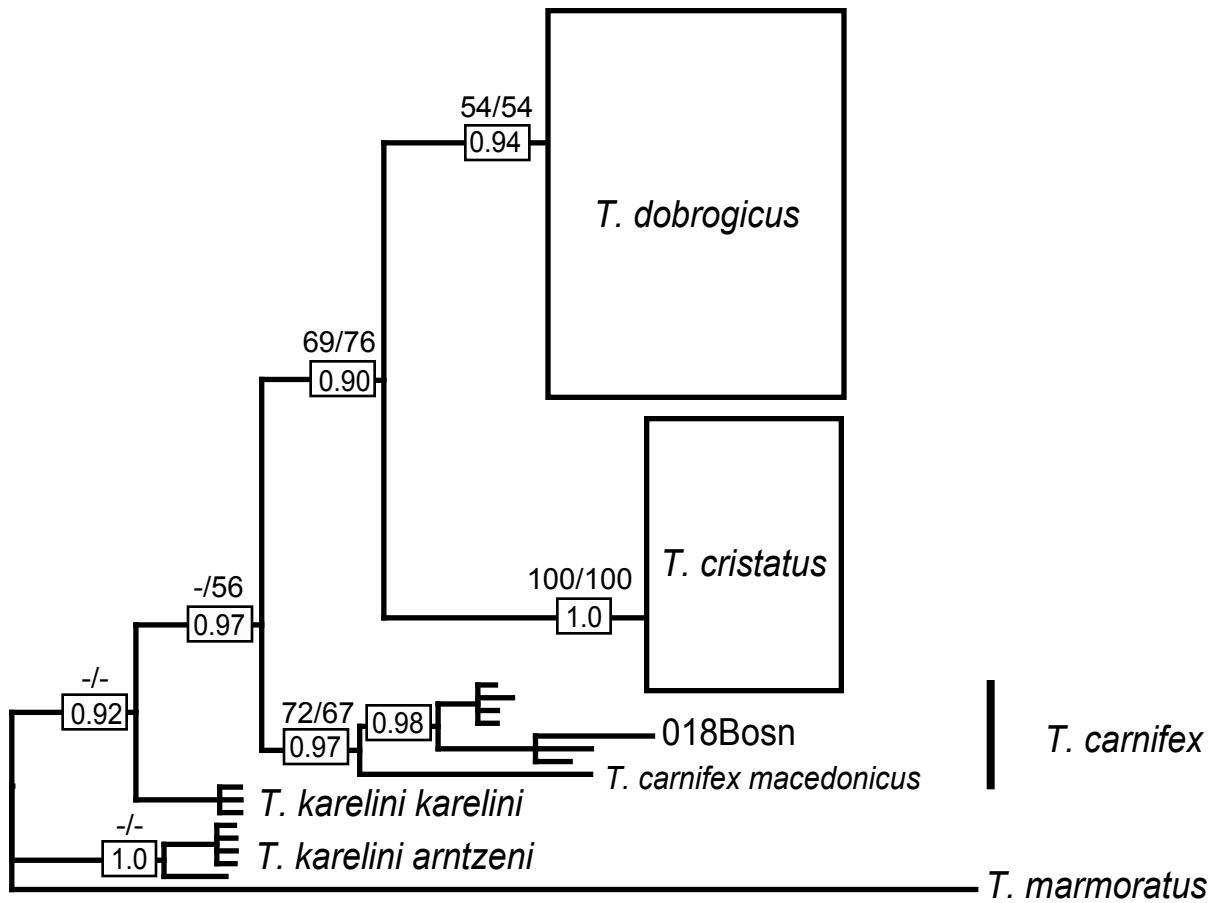 54/54
0.94
T. dobrogicus
69/76
0.90
100/100
1.0
T. cristatus
-/56
0.97
-/-
0.92
72/67
0.97
0.98
018Bosn
T. carnifex
T. carnifex macedonicus
T. karelini karelini
-/-
1.0
T. karelini arntzeni
T. marmoratus